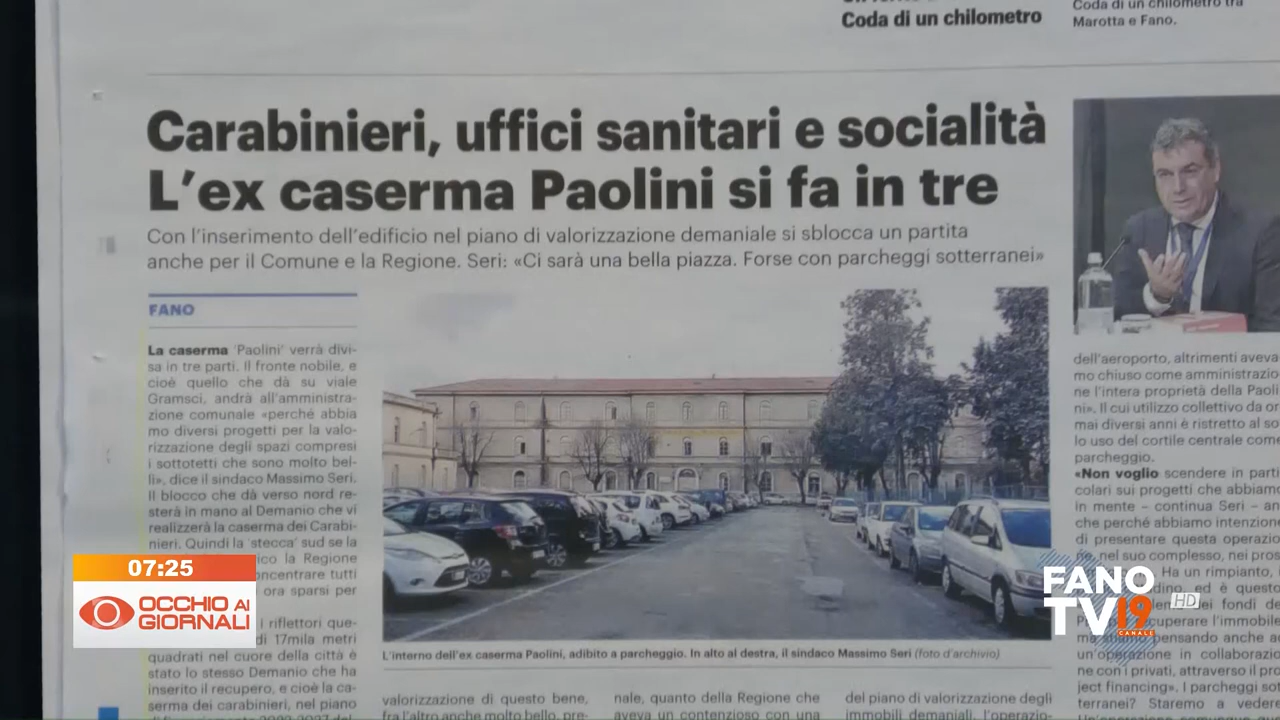 Coda di un chilometro
Coda di un chilometro tra
Marotta e Fano.
Carabinieri, uffici sanitari e socialità
L'ex caserma Paolini si fa in tre
Con l'inserimento dell'edificio nel piano di valorizzazione demaniale si sblocca un partita
anche per il Comune e la Regione. Seri: «Ci sarà una bella piazza. Forse con parcheggi sotterranei»
FANO
La caserma 'Paolini' verrà divi-
sa in tre parti. Il fronte nobile, e
cioè quello che dà su viale
Gramsci, andrà all'amministra-
zione comunale «perché abbia
mo diversi progetti per la valo-
rizzazione degli spazi compresi
i sottotetti che sono molto bel-
li», dice il sindaco Massimo Seri.
Il blocco che dà verso nord re-
sterà in mano al Demanio che vi
realizzerà la caserma dei Carabi-
nieri. Quindi la 'stecca' sud se la
ico la Regione
oncentrare tutti
ora sparsi per
i riflettori que-
di 17mila metri
quadrati nel cuore della città è
stato lo stesso Demanio che ha
inserito il recupero, e cioè la ca-
serma dei carabinieri, nel piano
L'interno dell'ex caserma Paolini, adibito a parcheggio. In alto al destra, il sindaco Massimo Seri (foto d'archivio)
valorizzazione di questo bene,
fra l'altro anche molto bello, pre-
nale, quanto della Regione che
aveva un contenzioso con una
del piano di valorizzazione degli
immobili demaniali, l'operazio-
dell'aeroporto, altrimenti aveva
mo chiuso come amministrazio
ne l'intera proprietà della Paoli
ni». Il cui utilizzo collettivo da or
mai diversi anni è ristretto al so
lo uso del cortile centrale com
parcheggio.
«Non voglio scendere in parti
colari sui progetti che abbiamo
in mente – continua Seri – an
che perché abbiamo intenzion
di presentare questa operazio
ne, nel suo complesso, nei pros
Ha un rimpianto, i
dino, ed è questo
dei fondi de
cuperare l'immobile
ma stiamo pensando anche a
un'operazione in collaborazio
ne con i privati, attraverso il pro
ject financing». I parcheggi sot
terranei? Staremo a vedere
07:25
OCCHIO AI
GIORNALI
FANO
TV19 HD
CANALE